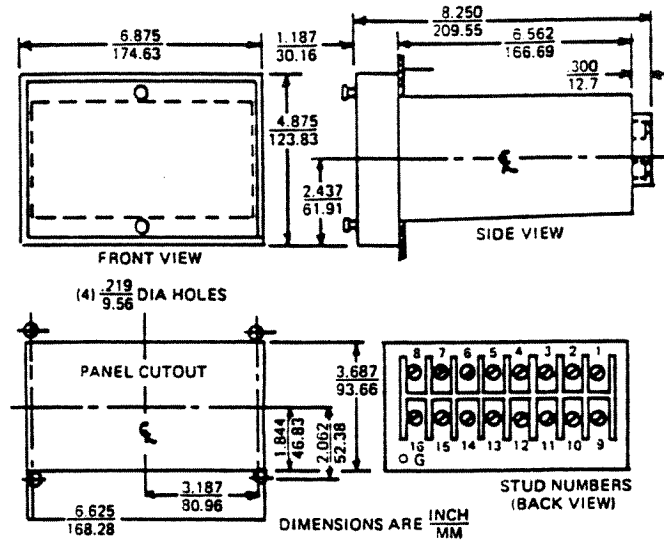 6.875
174.63
1.187
30.16
8.250
209.55
6.562
166.69
.300
12.7
4.875
123.83
2.437
61.91
℄
FRONT VIEW
SIDE VIEW
(4) .219
9.56 DIA HOLES
PANEL CUTOUT
3.687
93.66
℄
1.844
46.83
2.062
52.38
3.187
80.96
6.625
168.28
8 7 6 5 4 3 2 1
16 15 14 13 12 11 10 9
G
STUD NUMBERS
(BACK VIEW)
DIMENSIONS ARE INCH
MM